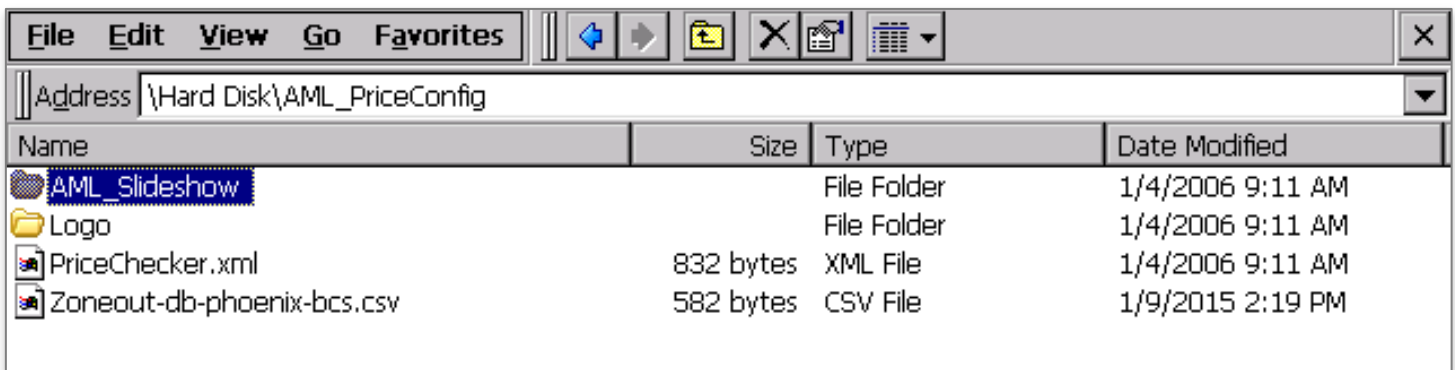 File Edit View Go Favorites
Address \Hard Disk\AML_PriceConfig
Name Size Type Date Modified
AML_Slideshow File Folder 1/4/2006 9:11 AM
Logo File Folder 1/4/2006 9:11 AM
PriceChecker.xml 832 bytes XML File 1/4/2006 9:11 AM
Zoneout-db-phoenix-bcs.csv 582 bytes CSV File 1/9/2015 2:19 PM